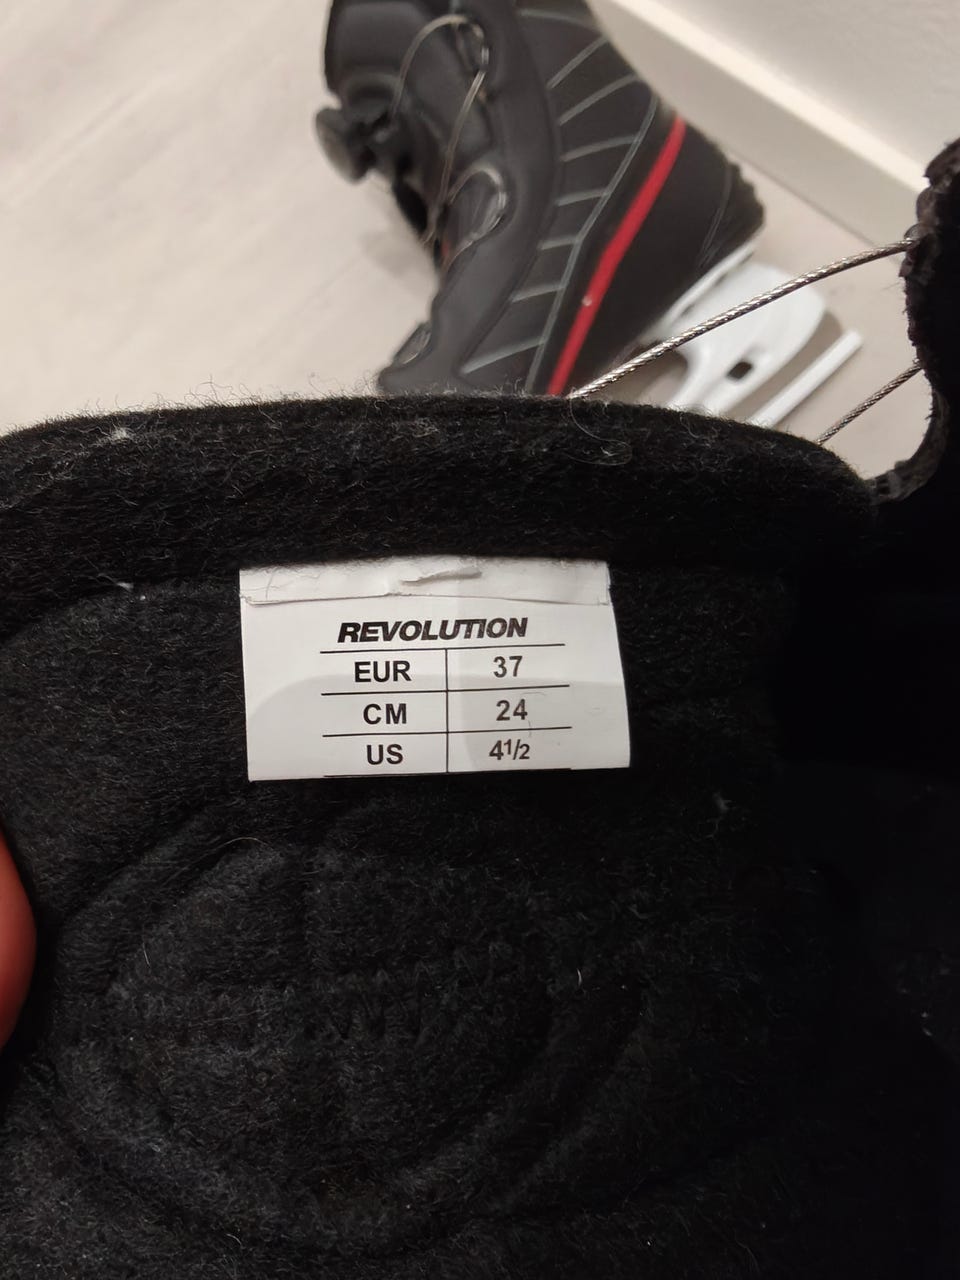 REVOLUTION
EUR 37
CM 24
US 4½